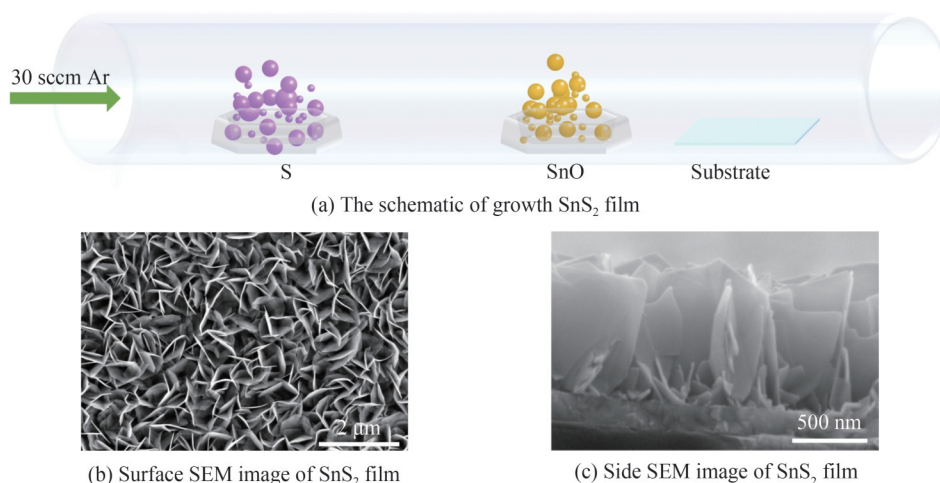 30 sccm Ar
S
SnO
Substrate
(a) The schematic of growth SnS₂ film
2 μm
500 nm
(b) Surface SEM image of SnS₂ film
(c) Side SEM image of SnS₂ film